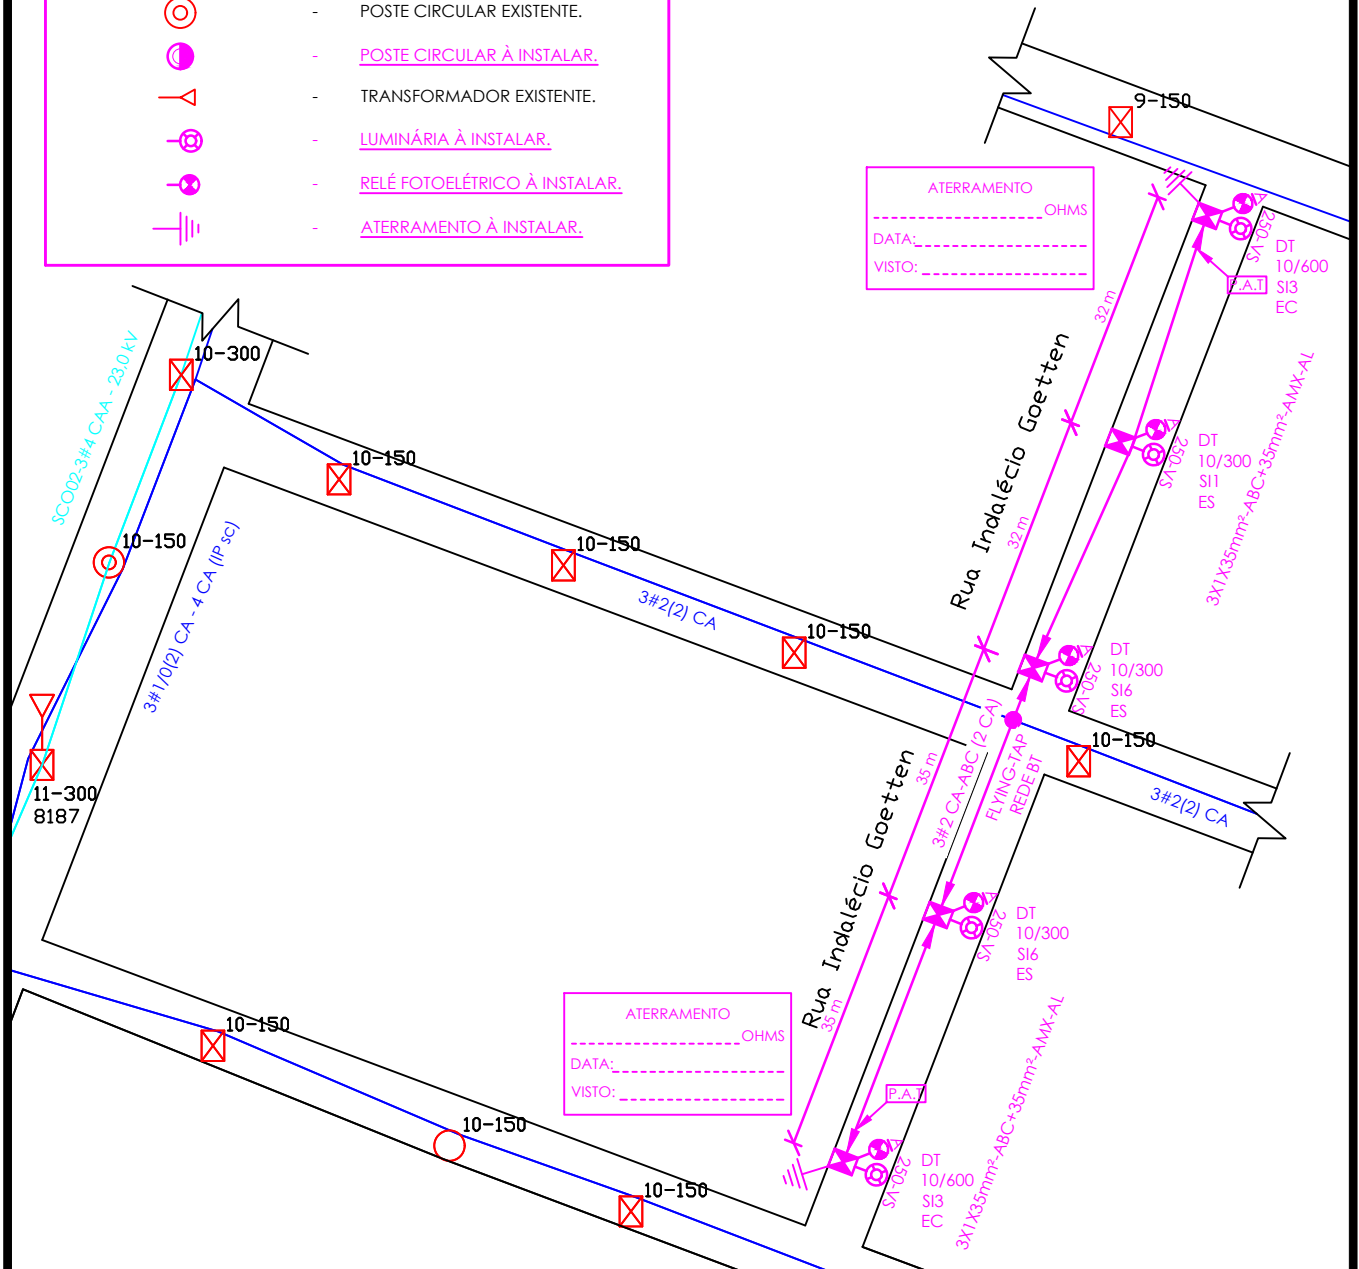 - POSTE CIRCULAR EXISTENTE.
- POSTE CIRCULAR À INSTALAR.
- TRANSFORMADOR EXISTENTE.
- LUMINÁRIA À INSTALAR.
- RELÉ FOTOELÉTRICO À INSTALAR.
- ATERRAMENTO À INSTALAR.
9-150
ATERRAMENTO
OHMS
DATA:
VISTO:
A
250-VS
DT
10/600
SI3
EC
P.A.T
32 m
Rua Indalécio Goetten
10-300
SCO02-3#4 CAA - 23,0 kV
10-150
10-150
10-150
3#1/0(2) CA - 4 CA (IP sc)
3#2(2) CA
10-150
32 m
A
250-VS
DT
10/300
SI1
ES
3X1X35mm²-ABC+35mm²-AMX-AL
A
250-VS
DT
10/300
SI6
ES
11-300
8187
10-150
3#2(2) CA
35 m
3#2 CA-ABC (2 CA)
FLYING-TAP
REDE BT
Rua Indalécio Goetten
A
250-VS
DT
10/300
SI6
ES
35 m
ATERRAMENTO
OHMS
DATA:
VISTO:
10-150
10-150
10-150
P.A.T
A
250-VS
DT
10/600
SI3
EC
3X1X35mm²-ABC+35mm²-AMX-AL